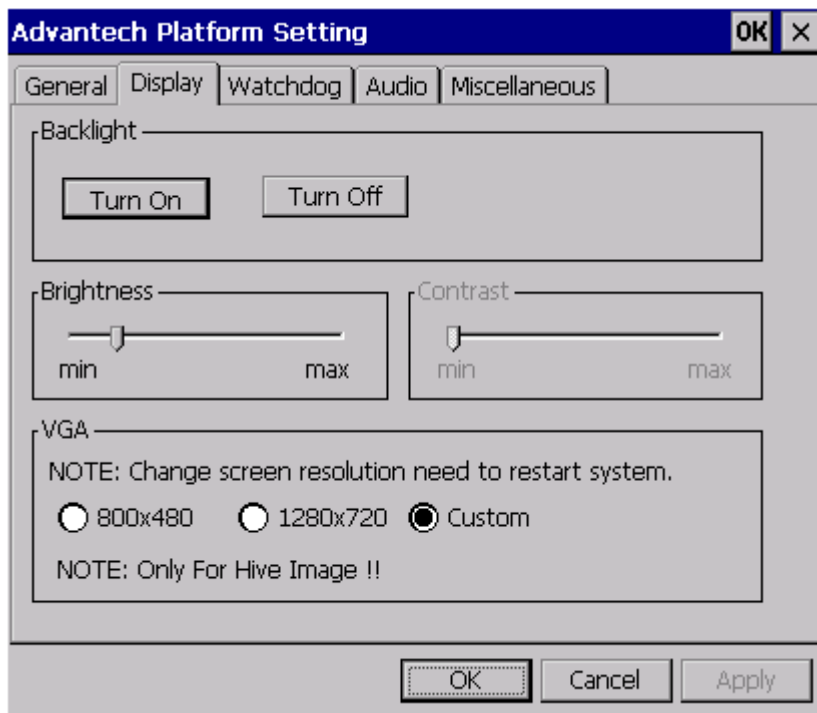 Advantech Platform Setting OK ×
General Display Watchdog Audio Miscellaneous
Backlight
Turn On Turn Off
Brightness Contrast
min max min max
VGA
NOTE: Change screen resolution need to restart system.
800x480 1280x720 Custom
NOTE: Only For Hive Image !!
OK Cancel Apply